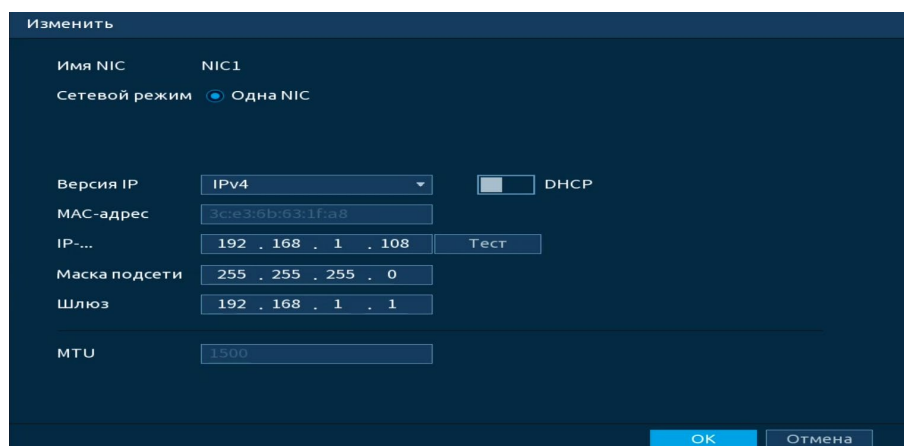 Изменить
Имя NIC NIC1
Сетевой режим Одна NIC
Версия IP IPv4 DHCP
MAC-адрес 3c:e3:6b:63:1f:a8
IP-... 192 . 168 . 1 . 108 Тест
Маска подсети 255 . 255 . 255 . 0
Шлюз 192 . 168 . 1 . 1
MTU 1500
OK Отмена